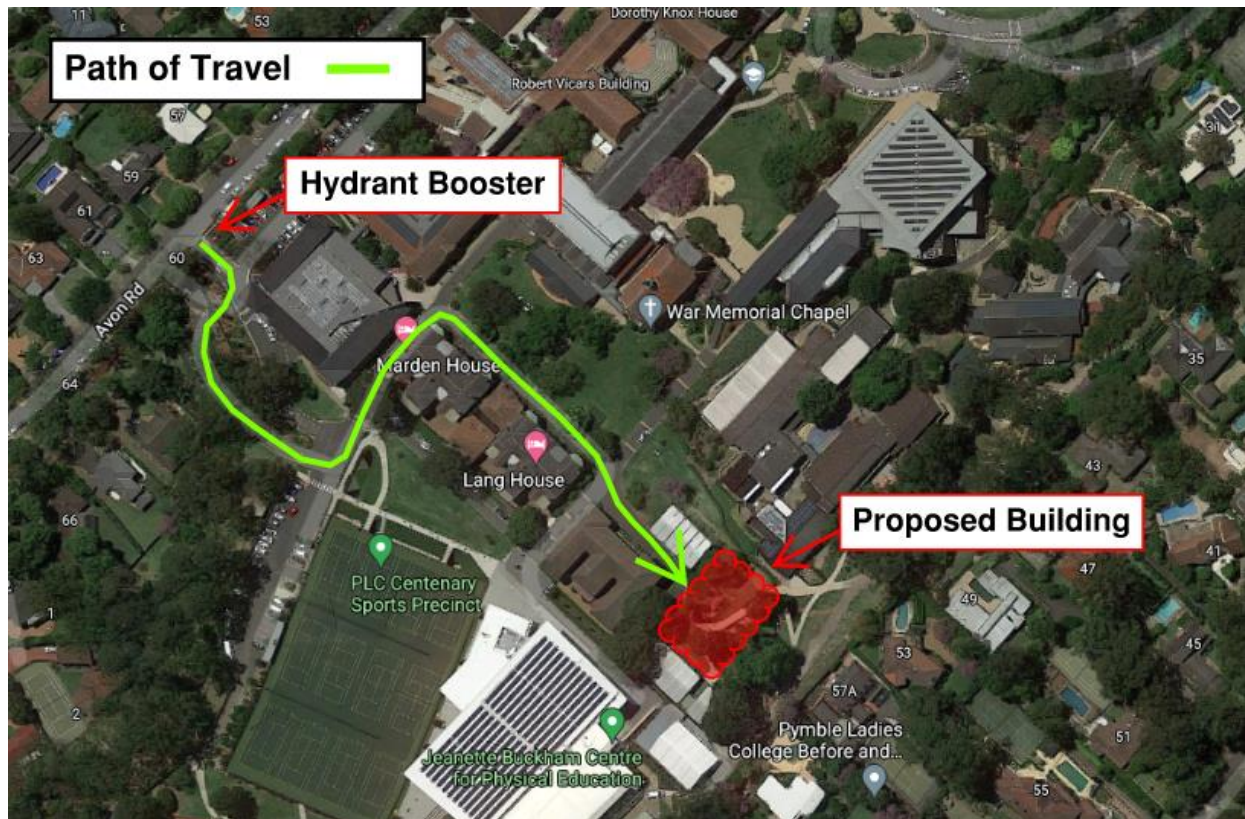 11
53
Dorothy Knox House
Path of Travel
Robert Vicars Building
57
31
59
Hydrant Booster
61
63
60
Avon Rd
War Memorial Chapel
Marden House
35
64
Lang House
43
Proposed Building
66
41
PLC Centenary
Sports Precinct
47
49
1
45
53
57A
2
Pymble Ladies
College Before and...
51
Jeanette Buckham Centre
for Physical Education
55